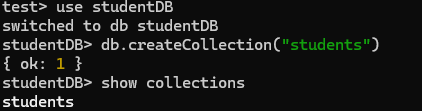 test> use studentDB
switched to db studentDB
studentDB> db.createCollection("students")
{ ok: 1 }
studentDB> show collections
students